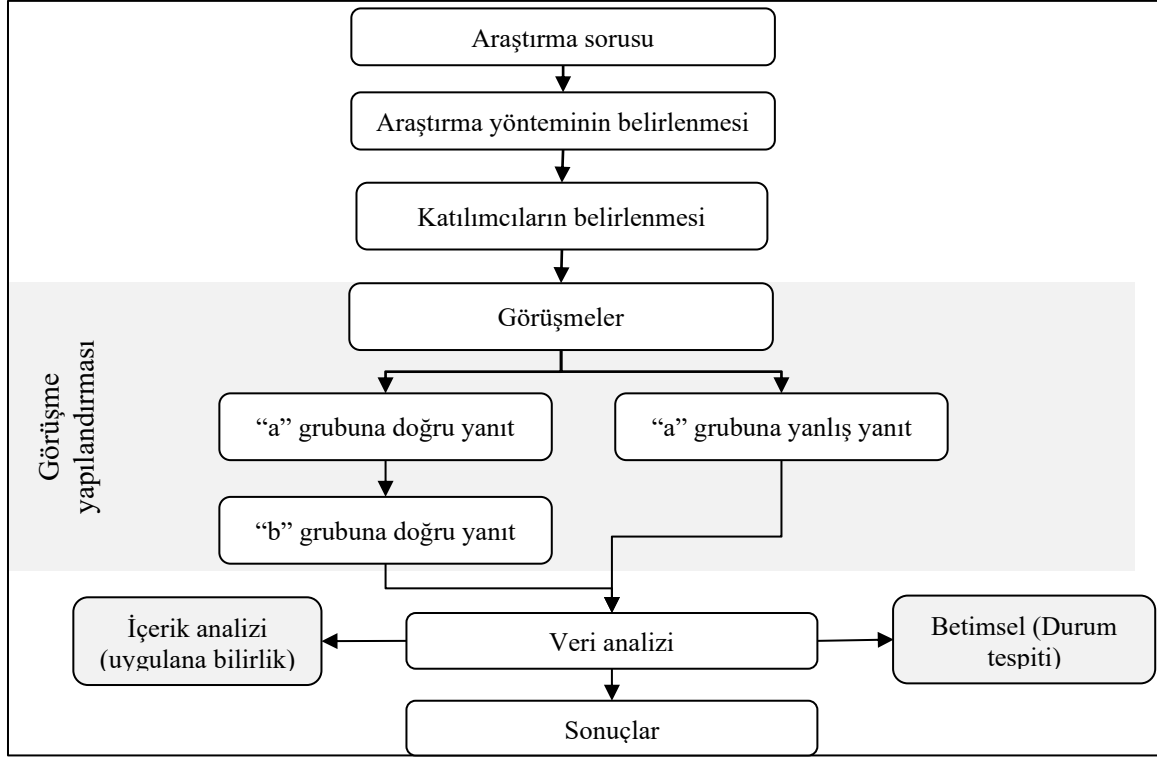 Araştırma sorusu
Araştırma yönteminin belirlenmesi
Katılımcıların belirlenmesi
Görüşme
yapılandırması
Görüşmeler
“a” grubuna doğru yanıt
“a” grubuna yanlış yanıt
“b” grubuna doğru yanıt
İçerik analizi
(uygulana bilirlik)
Veri analizi
Betimsel (Durum
tespiti)
Sonuçlar